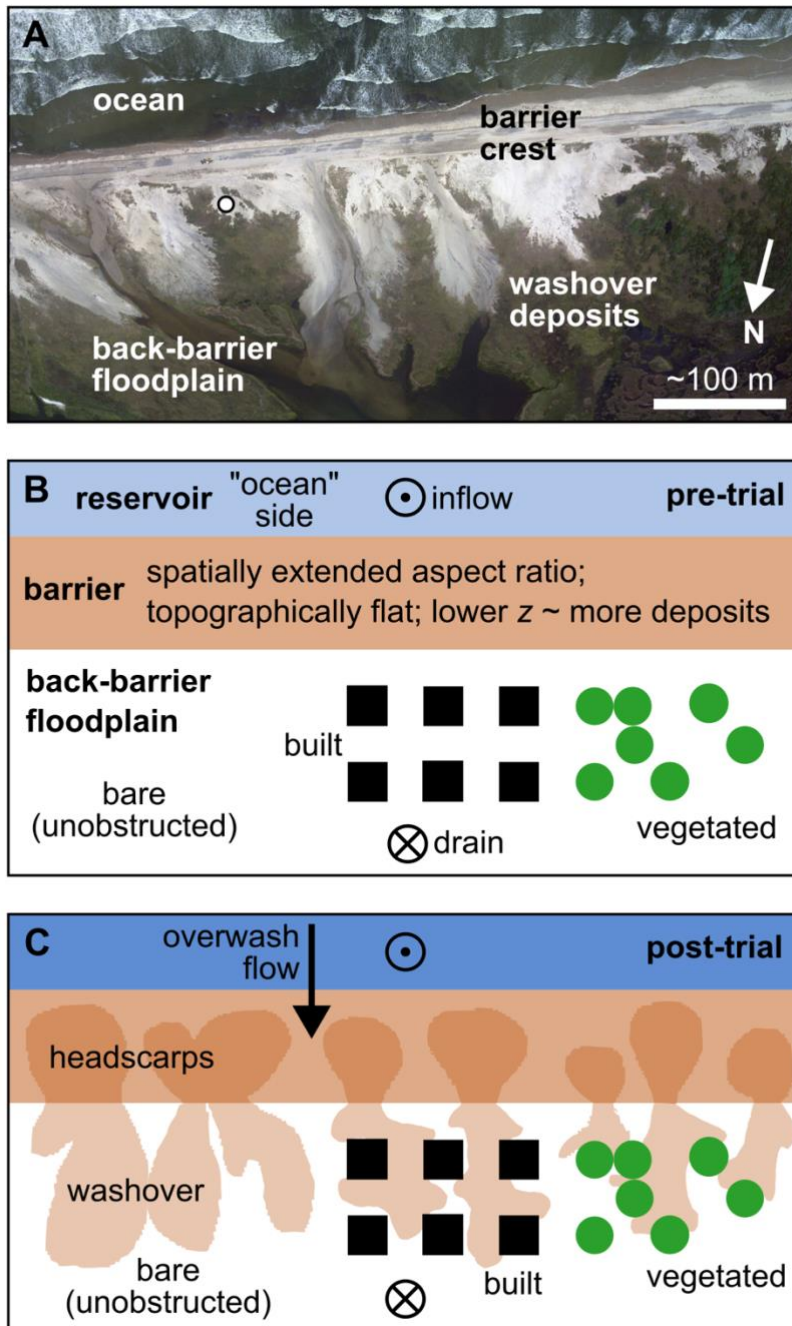 A
ocean
barrier
crest
washover
deposits
N
back-barrier
floodplain
~100 m
B
reservoir
"ocean"
side
inflow
pre-trial
barrier
spatially extended aspect ratio;
topographically flat; lower z ~ more deposits
back-barrier
floodplain
built
bare
(unobstructed)
drain
vegetated
C
overwash
flow
post-trial
headscarps
washover
bare
(unobstructed)
built
vegetated